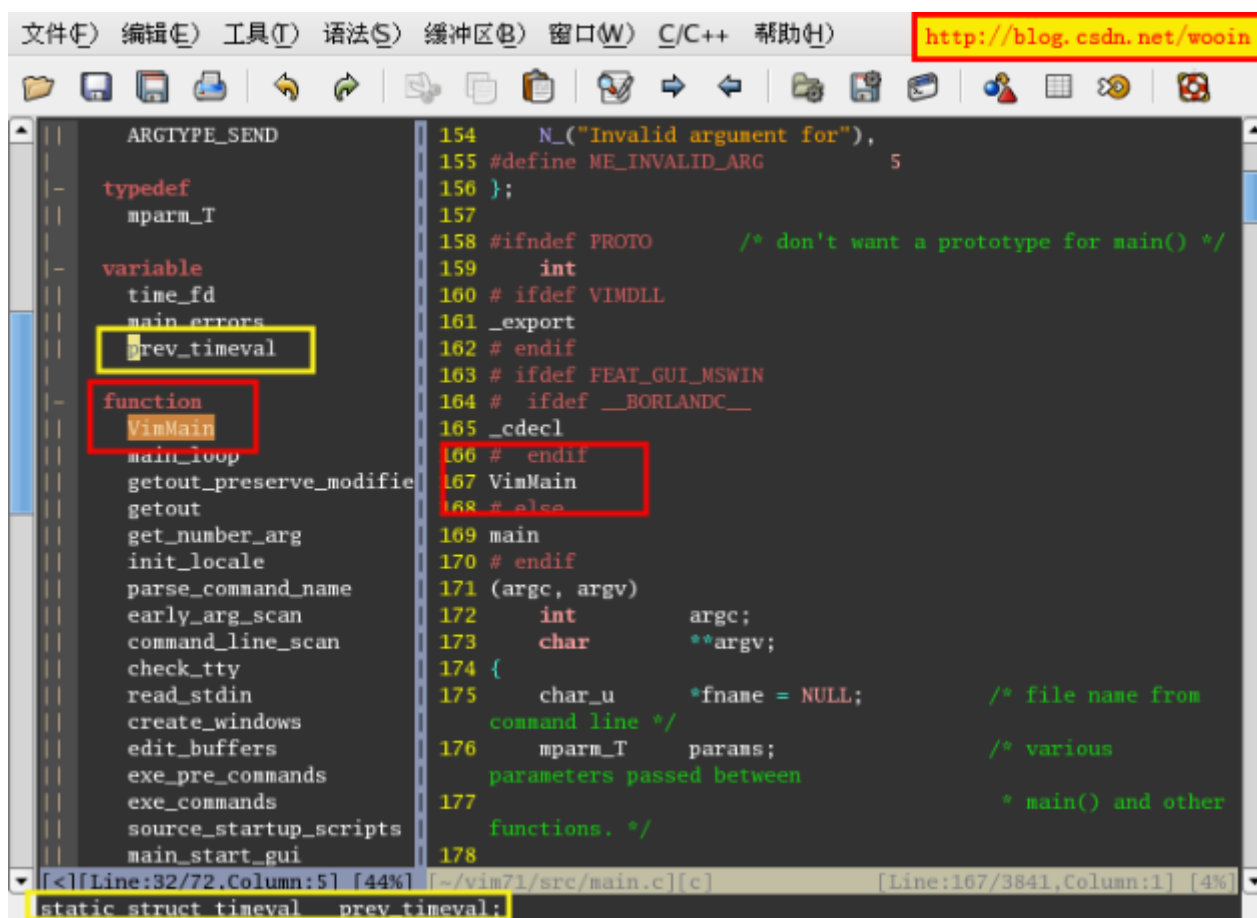 文件(F) 编辑(E) 工具(T) 语法(S) 缓冲区(B) 窗口(W) C/C++ 帮助(H)
http://blog.csdn.net/wooin
ARGTYPE_SEND
typedef
mparm_T
variable
time_fd
main_errors
prev_timeval
function
VimMain
main_loop
getout_preserve_modifie
getout
get_number_arg
init_locale
parse_command_name
early_arg_scan
command_line_scan
check_tty
read_stdin
create_windows
edit_buffers
exe_pre_commands
exe_commands
source_startup_scripts
main_start_gui
[<][Line:32/72,Column:5] [44%]
154 N_("Invalid argument for"),
155 #define ME_INVALID_ARG 5
156 };
157
158 #ifndef PROTO /* don't want a prototype for main() */
159 int
160 # ifdef VIMDLL
161 _export
162 # endif
163 # ifdef FEAT_GUI_MSWIN
164 # ifdef __BORLANDC__
165 _cdecl
166 # endif
167 VimMain
168 # else
169 main
170 # endif
171 (argc, argv)
172 int argc;
173 char **argv;
174 {
175 char_u *fname = NULL; /* file name from
command line */
176 mparm_T params; /* various
parameters passed between
177 * main() and other
functions. */
178
[~/vim71/src/main.c][c] [Line:167/3841,Column:1] [4%]
static struct timeval prev_timeval;